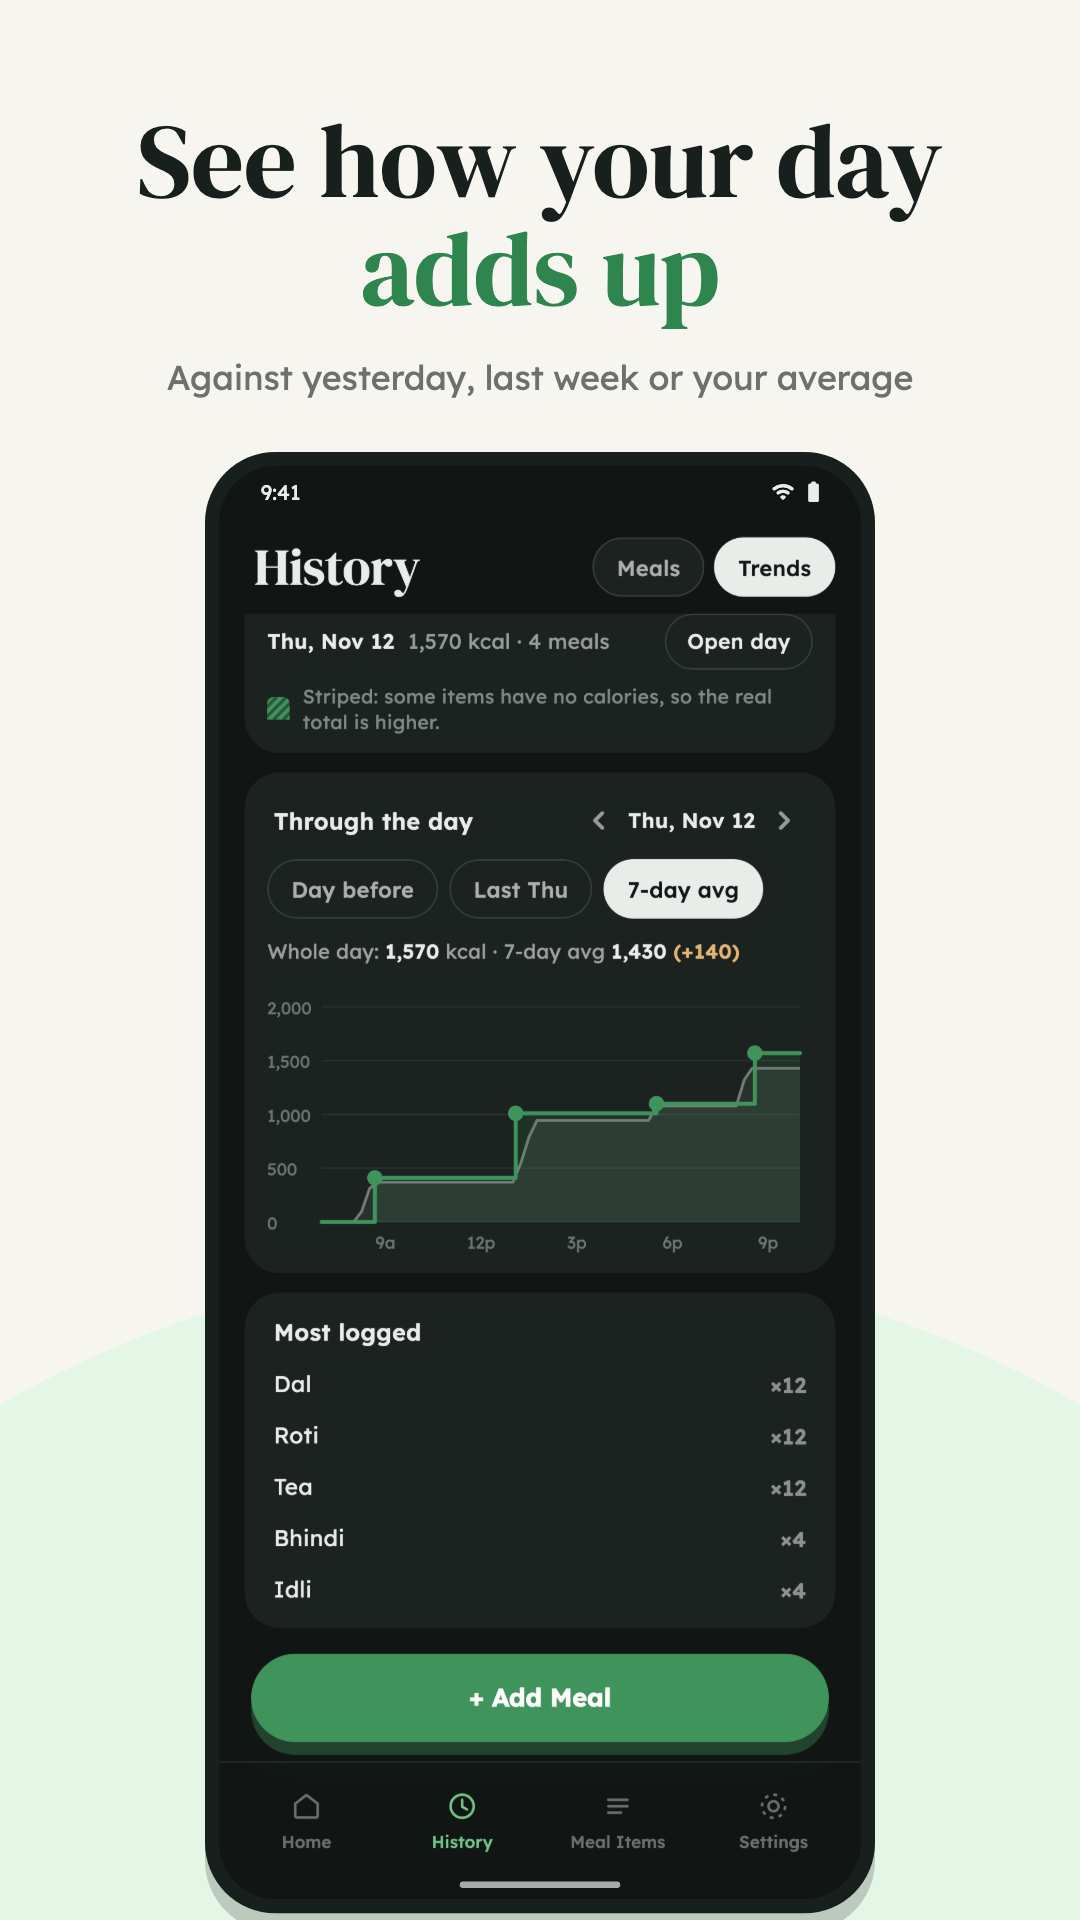 See how your day
adds up
Against yesterday, last week or your average
9:41
History
Meals
Trends
Thu, Nov 12 1,570 kcal · 4 meals
Open day
Striped: some items have no calories, so the real
total is higher.
Through the day
Thu, Nov 12
Day before
Last Thu
7-day avg
Whole day: 1,570 kcal · 7-day avg 1,430 (+140)
2,000
1,500
1,000
500
0
9a 12p 3p 6p 9p
Most logged
Dal ×12
Roti ×12
Tea ×12
Bhindi ×4
Idli ×4
+ Add Meal
Home History Meal Items Settings